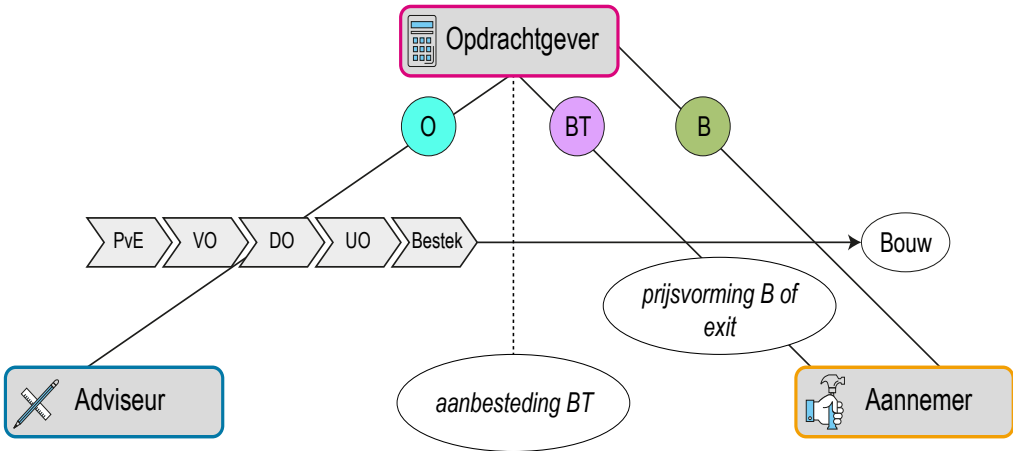 Opdrachtgever
O
BT
B
PvE
VO
DO
UO
Bestek
Bouw
prijsvorming B of
exit
Adviseur
aanbesteding BT
Aannemer